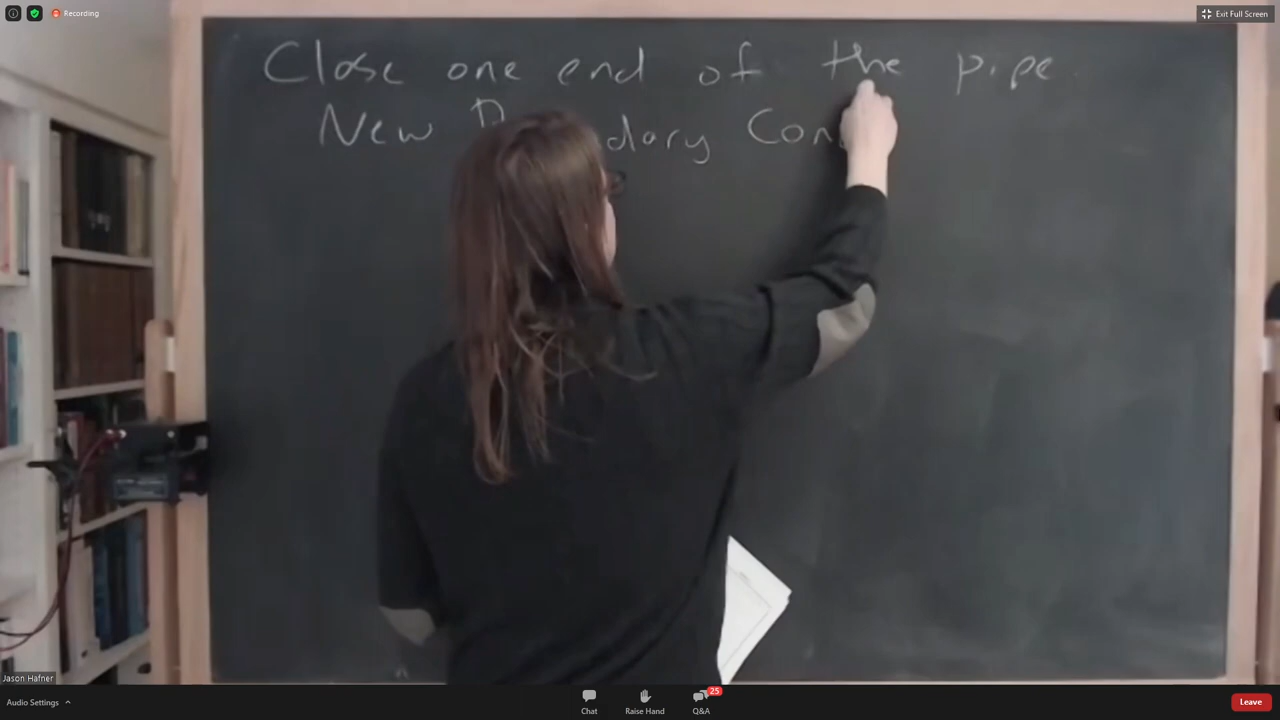 Recording
Exit Full Screen
Close one end of the pipe.
New
Jason Hafner
Audio Settings
Chat
Raise Hand
25
Q&A
Leave